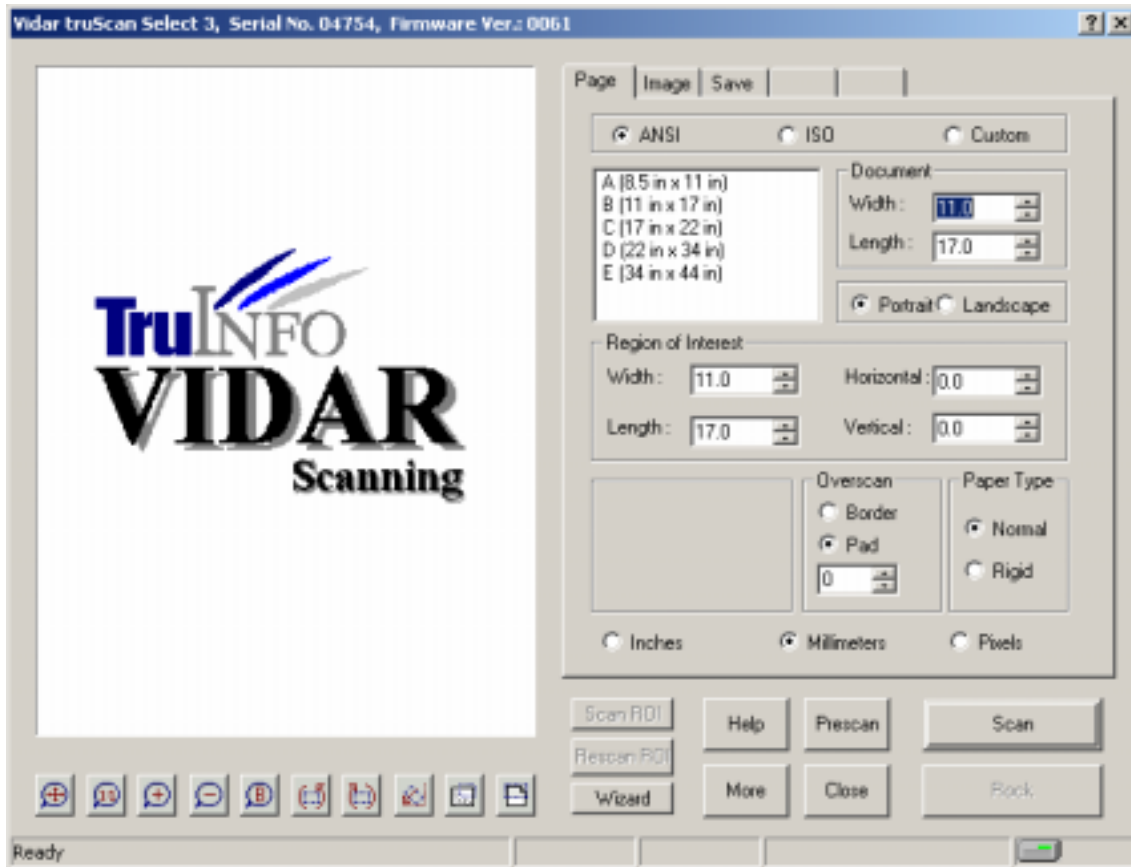 Vidar truScan Select 3, Serial No. 04754, Firmware Ver.: 0061
Page Image Save
ANSI ISO Custom
A (8.5 in x 11 in)
B (11 in x 17 in)
C (17 in x 22 in)
D (22 in x 34 in)
E (34 in x 44 in)
Document
Width : 11.0
Length : 17.0
Portrait Landscape
TruINFO
VIDAR
Scanning
Region of Interest
Width : 11.0 Horizontal : 0.0
Length : 17.0 Vertical : 0.0
Overscan
Border
Pad
0
Paper Type
Normal
Rigid
Inches Millimeters Pixels
Scan ROI
Rescan ROI
Wizard
Help Prescan Scan
More Close Rock
1:1
B
Ready